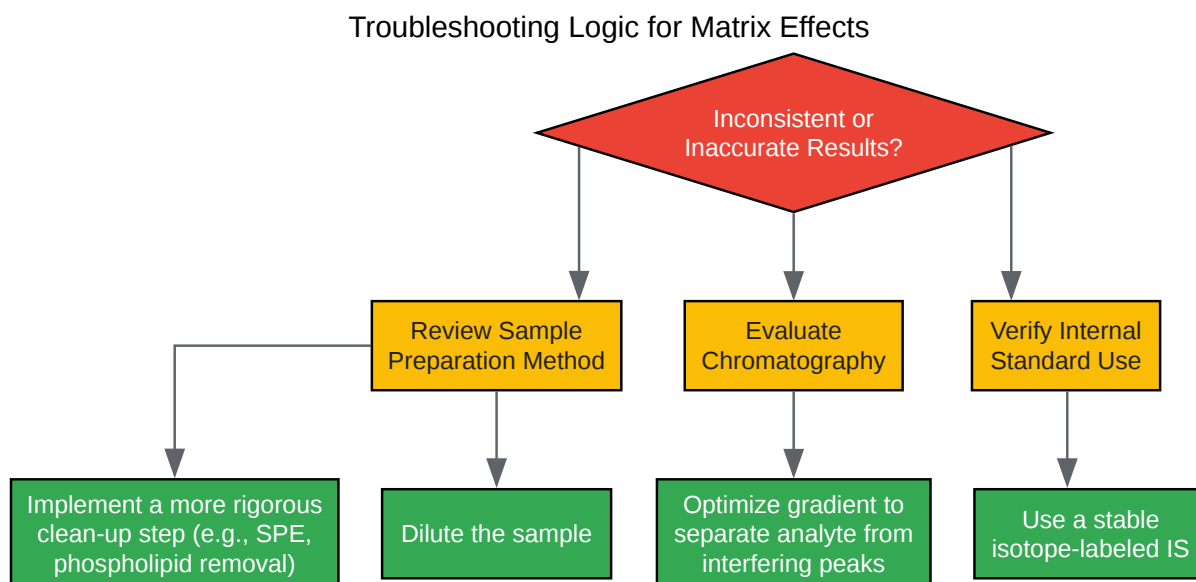 Troubleshooting Logic for Matrix Effects
Inconsistent or
Inaccurate Results?
Review Sample
Preparation Method
Evaluate
Chromatography
Verify Internal
Standard Use
Implement a more rigorous
clean-up step (e.g., SPE,
phospholipid removal)
Dilute the sample
Optimize gradient to
separate analyte from
interfering peaks
Use a stable
isotope-labeled IS